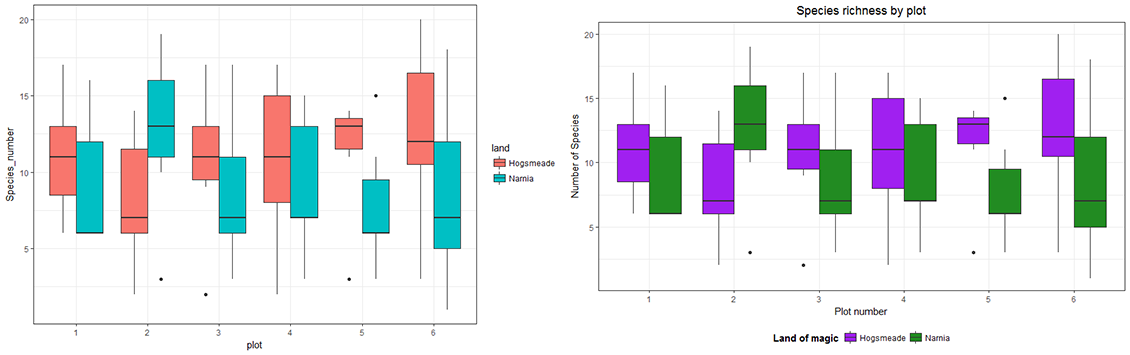 20
15
10
5
Species_number
1 2 3 4 5 6
plot
land
Hogsmeade
Narnia
Species richness by plot
20
15
10
5
Number of Species
1 2 3 4 5 6
Plot number
Land of magic Hogsmeade Narnia